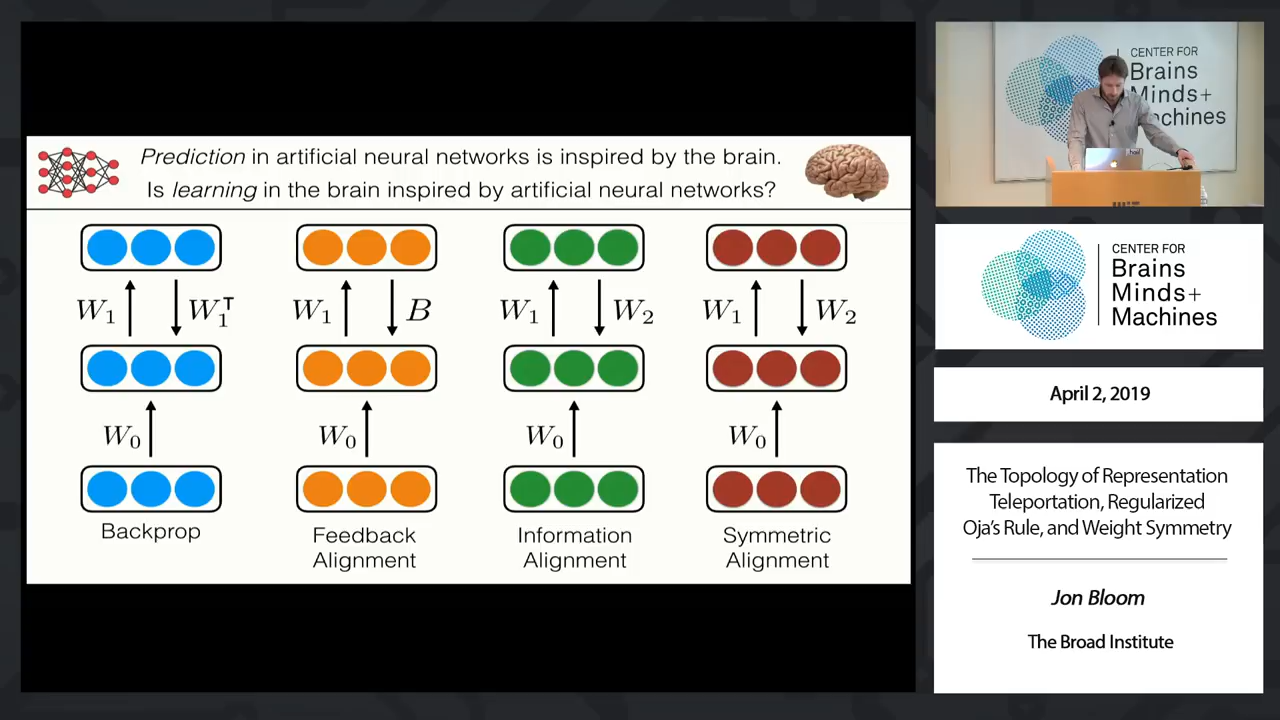 Prediction in artificial neural networks is inspired by the brain.
Is learning in the brain inspired by artificial neural networks?
W₁
W₁ᵀ
W₀
Backprop
W₁
B
W₀
Feedback
Alignment
W₁
W₂
W₀
Information
Alignment
W₁
W₂
W₀
Symmetric
Alignment
CENTER FOR
Brains
Minds+
Machines
CENTER FOR
Brains
Minds+
Machines
April 2, 2019
The Topology of Representation
Teleportation, Regularized
Oja's Rule, and Weight Symmetry
Jon Bloom
The Broad Institute